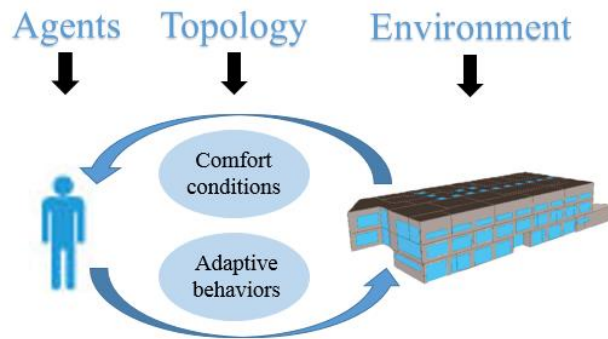 Agents Topology Environment
Comfort
conditions
Adaptive
behaviors